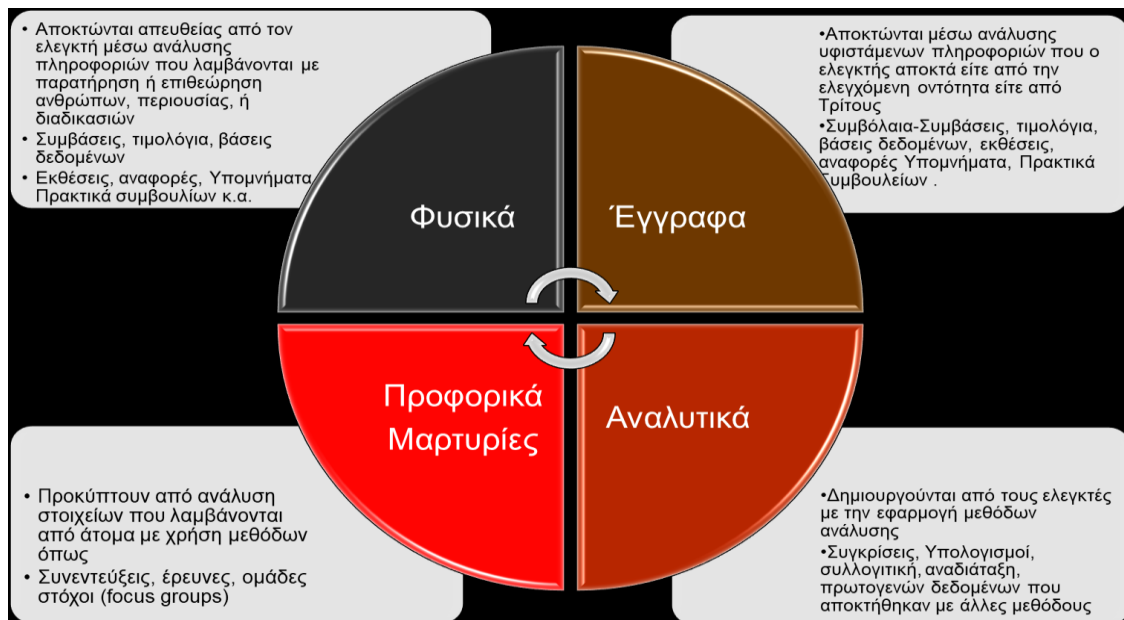 • Αποκτώνται απευθείας από τον
ελεγκτή μέσω ανάλυσης
πληροφοριών που λαμβάνονται με
παρατήρηση ή επιθεώρηση
ανθρώπων, περιουσίας, ή
διαδικασιών
• Συμβάσεις, τιμολόγια, βάσεις
δεδομένων
• Εκθέσεις, αναφορές, Υπομνήματα
Πρακτικά συμβουλίων κ.α.
•Αποκτώνται μέσω ανάλυσης
υφιστάμενων πληροφοριών που ο
ελεγκτής αποκτά είτε από την
ελεγχόμενη οντότητα είτε από
Τρίτους
•Συμβόλαια-Συμβάσεις, τιμολόγια,
βάσεις δεδομένων, εκθέσεις,
αναφορές Υπομνήματα, Πρακτικά
Συμβουλείων .
Φυσικά
Έγγραφα
Προφορικά
Μαρτυρίες
Αναλυτικά
• Προκύπτουν από ανάλυση
στοιχείων που λαμβάνονται
από άτομα με χρήση μεθόδων
όπως
• Συνεντεύξεις, έρευνες, ομάδες
στόχοι (focus groups)
•Δημιουργούνται από τους ελεγκτές
με την εφαρμογή μεθόδων
ανάλυσης
•Συγκρίσεις, Υπολογισμοί,
συλλογιτική, αναδιάταξη,
πρωτογενών δεδομένων που
αποκτήθηκαν με άλλες μεθόδους